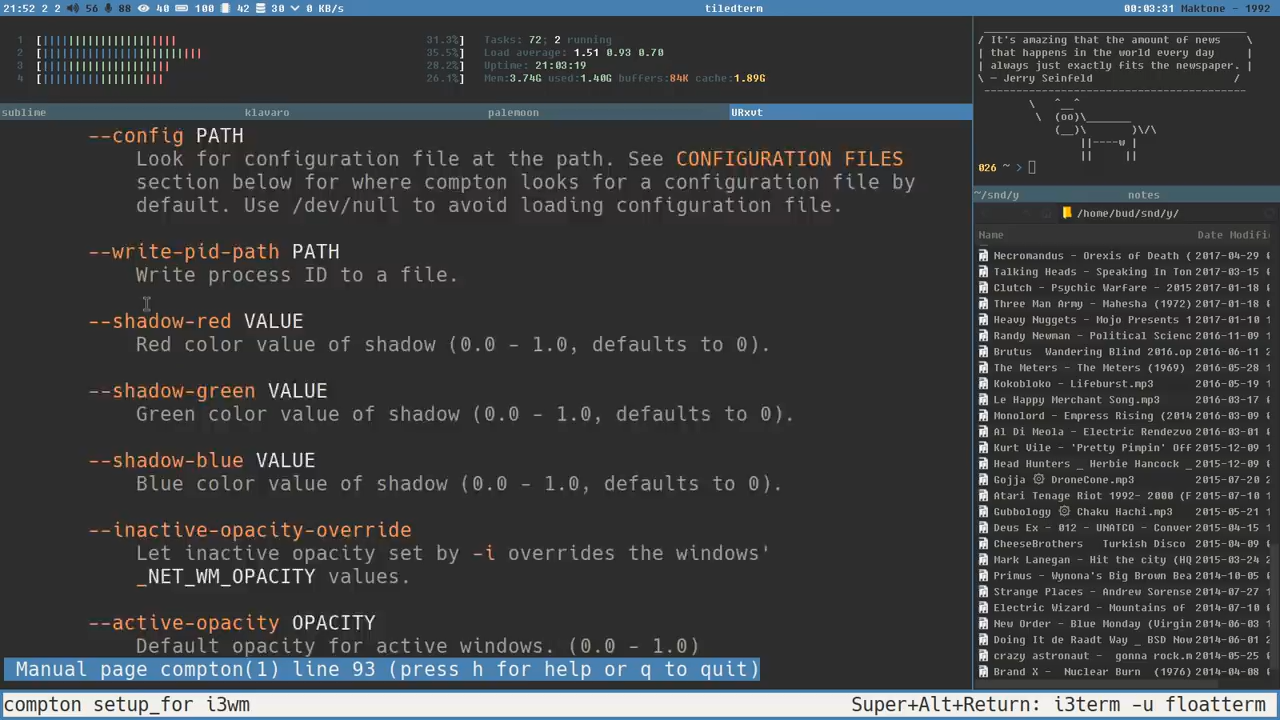 21:52 2 2 56 88 40 100 42 30 0 KB/s
tiledterm
00:03:31 Maktone - 1992
1 [|||||||||||||||||||||||| 31.3%]
2 [||||||||||||||||||||||||||||| 35.5%]
3 [||||||||||||||||||||||| 28.2%]
4 [|||||||||||||||||||||| 26.1%]
Tasks: 72; 2 running
Load average: 1.51 0.93 0.70
Uptime: 21:03:19
Mem:3.74G used:1.40G buffers:84K cache:1.89G
sublime klavaro palemoon URxvt
--config PATH
Look for configuration file at the path. See CONFIGURATION FILES
section below for where compton looks for a configuration file by
default. Use /dev/null to avoid loading configuration file.
--write-pid-path PATH
Write process ID to a file.
--shadow-red VALUE
Red color value of shadow (0.0 - 1.0, defaults to 0).
--shadow-green VALUE
Green color value of shadow (0.0 - 1.0, defaults to 0).
--shadow-blue VALUE
Blue color value of shadow (0.0 - 1.0, defaults to 0).
--inactive-opacity-override
Let inactive opacity set by -i overrides the windows'
_NET_WM_OPACITY values.
--active-opacity OPACITY
Default opacity for active windows. (0.0 - 1.0)
Manual page compton(1) line 93 (press h for help or q to quit)
/ It's amazing that the amount of news \
| that happens in the world every day |
| always just exactly fits the newspaper. |
\ — Jerry Seinfeld /
-----------------------------------------
\ ^__^
\ (oo)\_______
(__)\ )\/\
||----w |
|| ||
026 ~ >
~/snd/y notes
/home/bud/snd/y/
Name Date Modifi
Necromandus - Orexis of Death ( 2017-04-29
Talking Heads - Speaking In Ton 2017-01-18 1
Clutch - Psychic Warfare - 2015 2017-01-18
Three Man Army - Mahesha (1972) 2017-01-18
Heavy Nuggets - Mojo Presents 1 2017-01-10
Randy Newman - Political Scienc 2016-11-09
Brutus Wandering Blind 2016.op 2016-06-11
The Meters - The Meters (1969) 2016-05-28
Kokobloko - Lifeburst.mp3 2016-05-19
Le Happy Merchant Song.mp3 2016-03-17
Monolord - Empress Rising (2014 2016-03-01
Al Di Meola - Electric Rendezvo 2016-03-01
Kurt Vile - 'Pretty Pimpin' Off 2015-12-09
Head Hunters _ Herbie Hancock _ 2015-12-09
Gojja DroneCone.mp3 2015-07-20
Atari Tenage Riot 1992- 2000 (F 2015-07-12
Gubbology Chaku Hachi.mp3 2015-05-21
Deus Ex - 012 - UNATCO - Conver 2015-04-15
CheeseBrothers Turkish Disco 2015-04-09
Mark Lanegan - Hit the city (HQ 2015-03-24
Primus - Wynona's Big Brown Bea 2014-10-05
Strange Places - Andrew Sorense 2014-07-27
Electric Wizard - Mountains of 2014-07-10
New Order - Blue Monday (Virgin 2014-06-03
Doing It de Raadt Way _ BSD Now 2014-06-01
crazy astronaut - gonna rock.m 2014-05-25
Brand X - Nuclear Burn (1976) 2014-04-08
compton setup_for i3wm
Super+Alt+Return: i3term -u floatterm